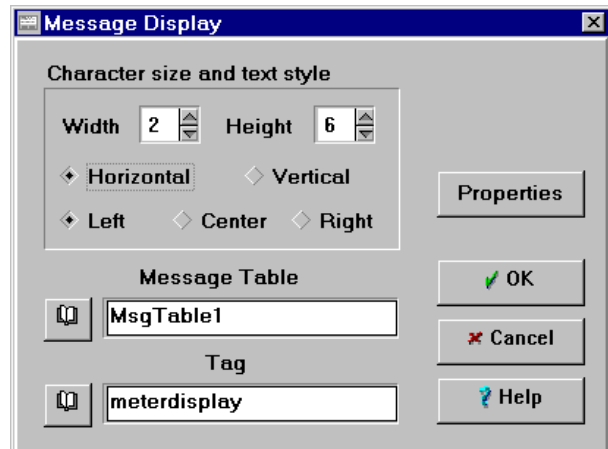 Message Display
Character size and text style
Width 2 Height 6
Horizontal Vertical
Left Center Right
Properties
Message Table
MsgTable1
OK
Cancel
Tag
meterdisplay
Help